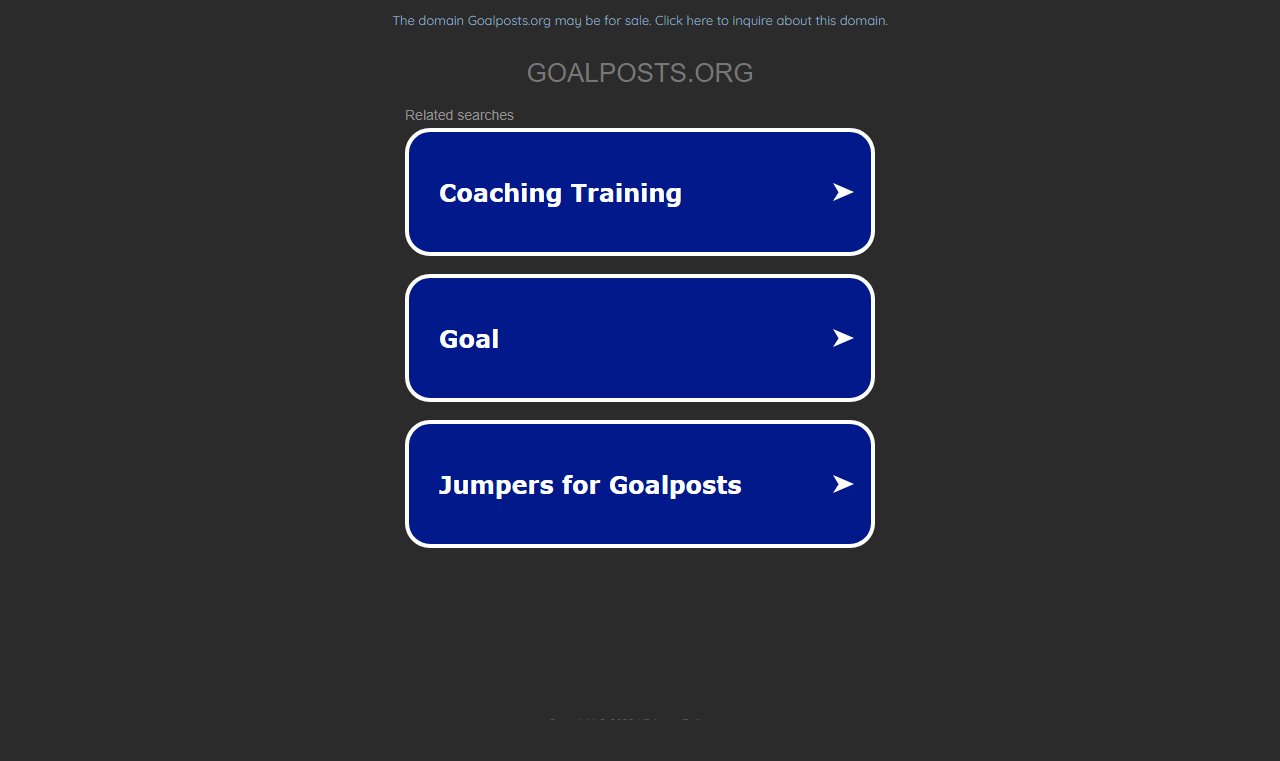 The domain Goalposts.org may be for sale. Click here to inquire about this domain.
GOALPOSTS.ORG
Related searches
Coaching Training
Goal
Jumpers for Goalposts